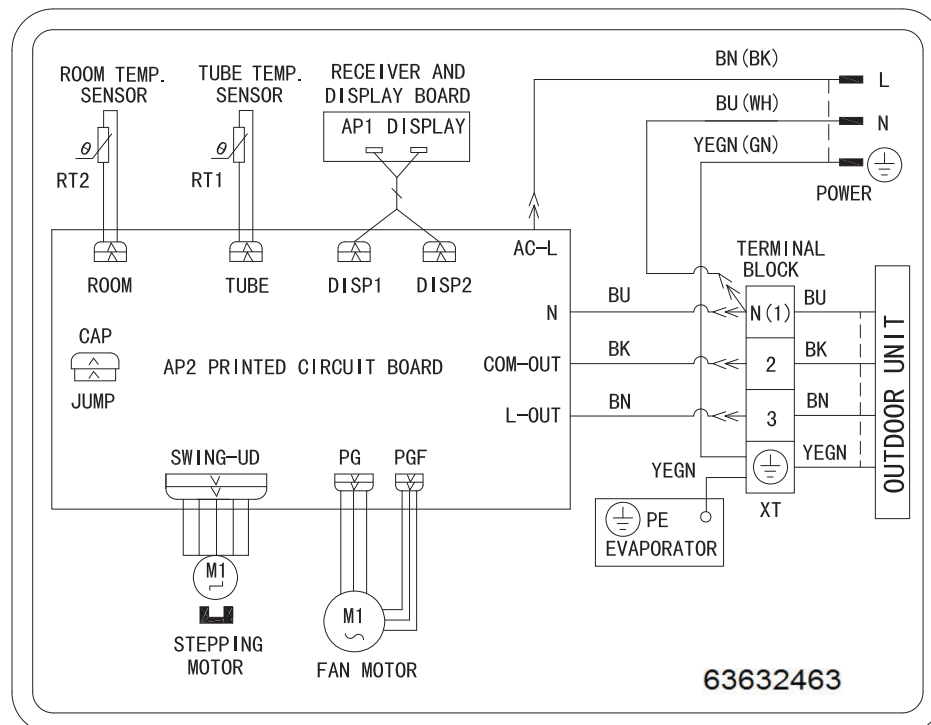 ROOM TEMP.
SENSOR
TUBE TEMP.
SENSOR
RECEIVER AND
DISPLAY BOARD
AP1 DISPLAY
BN(BK)
L
BU(WH)
N
YEGN(GN)
POWER
θ
RT2
θ
RT1
AC-L
TERMINAL
BLOCK
ROOM
TUBE
DISP1
DISP2
N
BU
N(1)
BU
CAP
JUMP
AP2 PRINTED CIRCUIT BOARD
COM-OUT
BK
2
BK
L-OUT
BN
3
BN
OUTDOOR UNIT
SWING-UD
PG
PGF
YEGN
YEGN
XT
PE
EVAPORATOR
M1
STEPPING
MOTOR
M1
FAN MOTOR
63632463